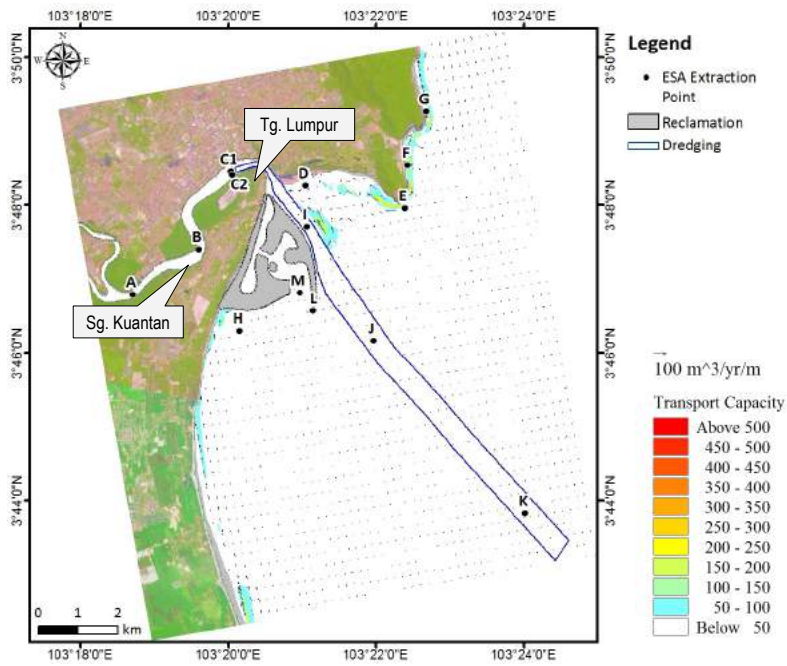 103°18'0"E 103°20'0"E 103°22'0"E 103°24'0"E
3°50'0"N 3°50'0"N
N
W E
S
Tg. Lumpur
G
F
C1
C2
D
E
3°48'0"N 3°48'0"N
I
B
A
M
L
Sg. Kuantan
H
J
3°46'0"N 3°46'0"N
K
3°44'0"N 3°44'0"N
0 1 2
km
103°18'0"E 103°20'0"E 103°22'0"E 103°24'0"E
Legend
ESA Extraction
Point
Reclamation
Dredging
100 m^3/yr/m
Transport Capacity
Above 500
450 - 500
400 - 450
350 - 400
300 - 350
250 - 300
200 - 250
150 - 200
100 - 150
50 - 100
Below 50